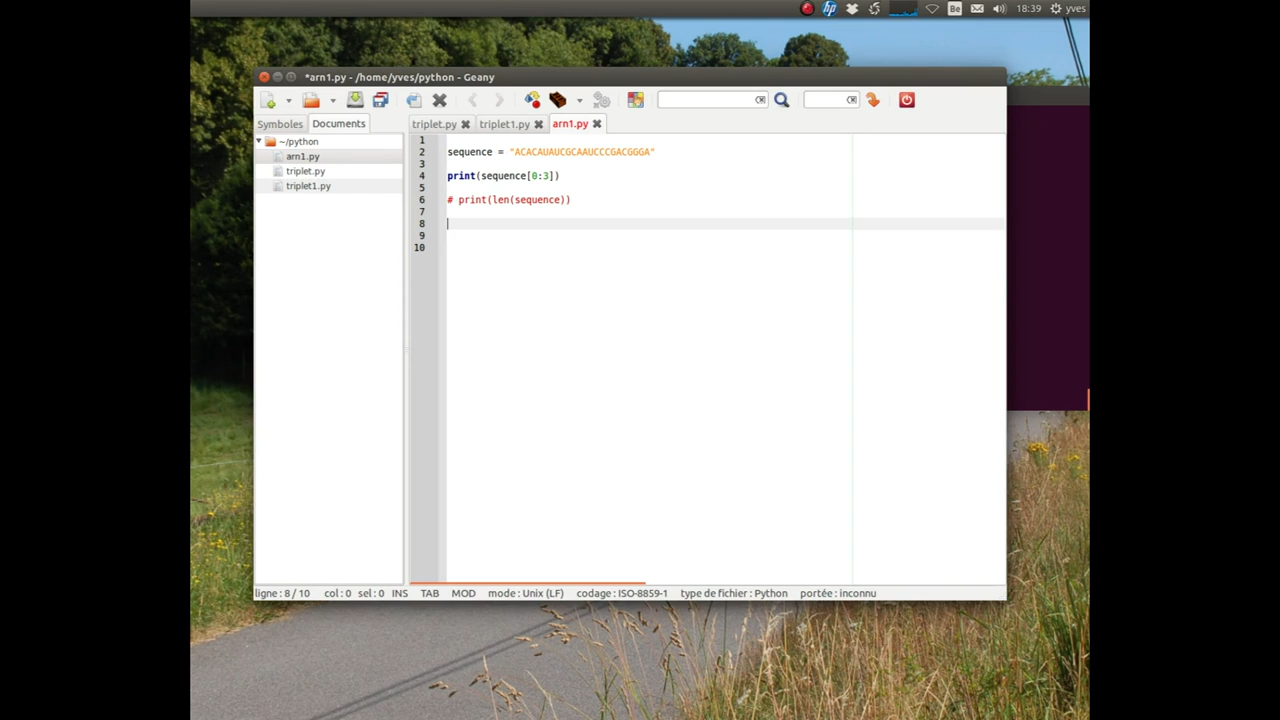 Be 18:39 yves
*arn1.py - /home/yves/python - Geany
Symboles Documents triplet.py triplet1.py arn1.py
~/python
arn1.py
triplet.py
triplet1.py
1
2 sequence = "ACACAUAUCGCAAUCCCGACGGGA"
3
4 print(sequence[0:3])
5
6 # print(len(sequence))
7
8
9
10
ligne : 8 / 10 col : 0 sel : 0 INS TAB MOD mode : Unix (LF) codage : ISO-8859-1 type de fichier : Python portée : inconnu